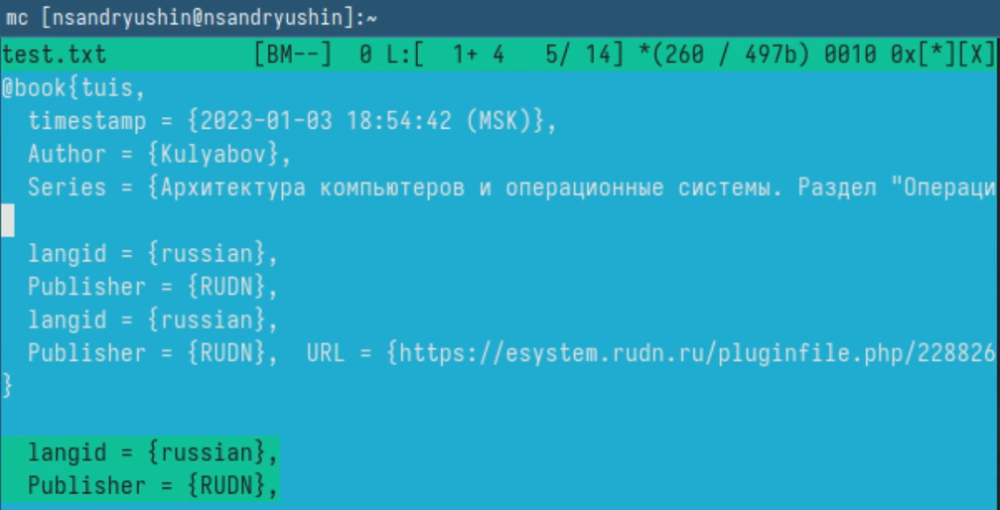 mc [nsandryushin@nsandryushin]:~
test.txt [BM--] 0 L:[ 1+ 4 5/ 14] *(260 / 497b) 0010 0x[*][X]
@book{tuis,
timestamp = {2023-01-03 18:54:42 (MSK)},
Author = {Kulyabov},
Series = {Архитектура компьютеров и операционные системы. Раздел "Операци
langid = {russian},
Publisher = {RUDN},
langid = {russian},
Publisher = {RUDN}, URL = {https://esystem.rudn.ru/pluginfile.php/228826
}
langid = {russian},
Publisher = {RUDN},